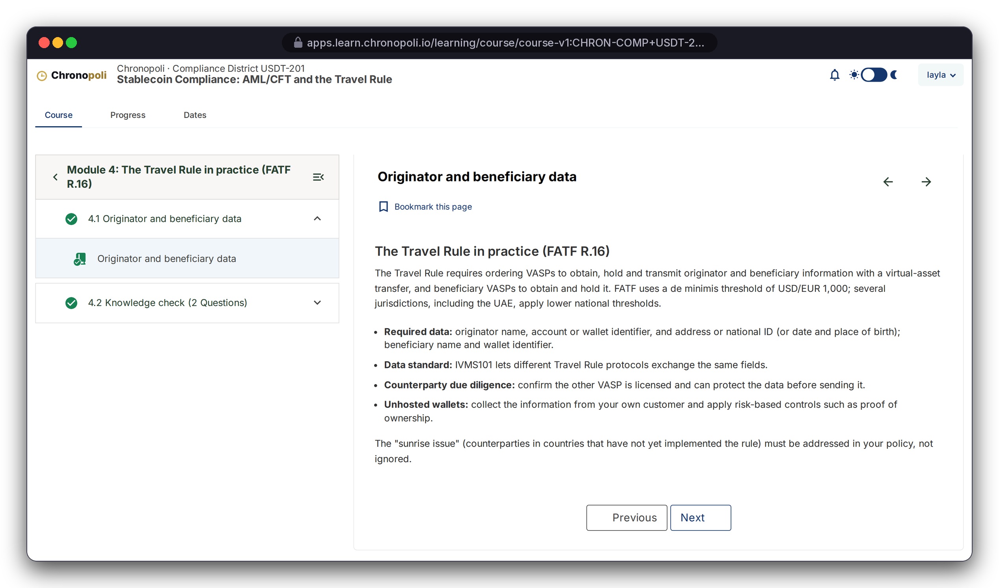 apps.learn.chronopoli.io/learning/course/course-v1:CHRON-COMP+USDT-2...
Chronopoli
Chronopoli · Compliance District USDT-201
Stablecoin Compliance: AML/CFT and the Travel Rule
layla
Course
Progress
Dates
Module 4: The Travel Rule in practice (FATF
R.16)
4.1 Originator and beneficiary data
Originator and beneficiary data
4.2 Knowledge check (2 Questions)
Originator and beneficiary data
Bookmark this page
The Travel Rule in practice (FATF R.16)
The Travel Rule requires ordering VASPs to obtain, hold and transmit originator and beneficiary information with a virtual-asset
transfer, and beneficiary VASPs to obtain and hold it. FATF uses a de minimis threshold of USD/EUR 1,000; several
jurisdictions, including the UAE, apply lower national thresholds.
• Required data: originator name, account or wallet identifier, and address or national ID (or date and place of birth);
beneficiary name and wallet identifier.
• Data standard: IVMS101 lets different Travel Rule protocols exchange the same fields.
• Counterparty due diligence: confirm the other VASP is licensed and can protect the data before sending it.
• Unhosted wallets: collect the information from your own customer and apply risk-based controls such as proof of
ownership.
The "sunrise issue" (counterparties in countries that have not yet implemented the rule) must be addressed in your policy, not
ignored.
Previous
Next